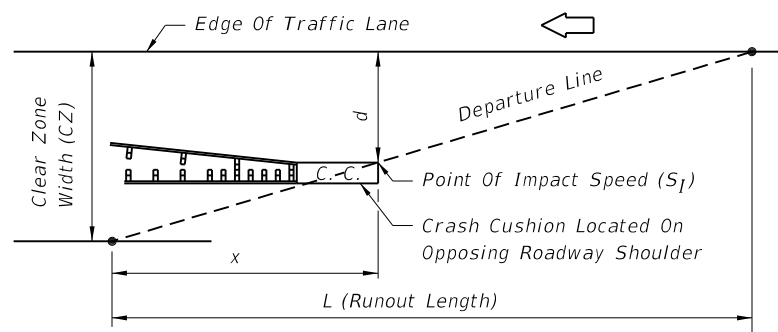 Edge Of Traffic Lane
Departure Line
d
Clear Zone
Width (CZ)
C. C.
Point Of Impact Speed (S_I)
Crash Cushion Located On
Opposing Roadway Shoulder
x
L (Runout Length)